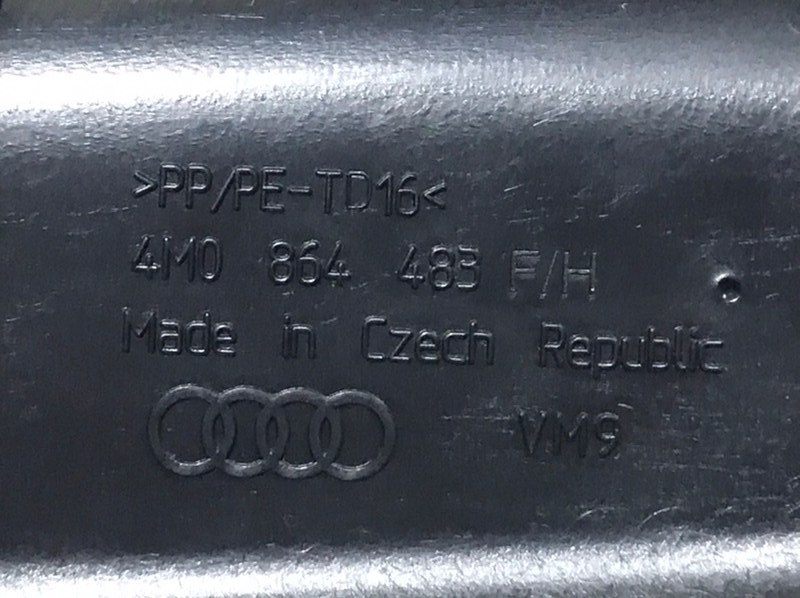 >PP/PE-TD16<
4M0 864 483 F/H
Made in Czech Republic
VM9